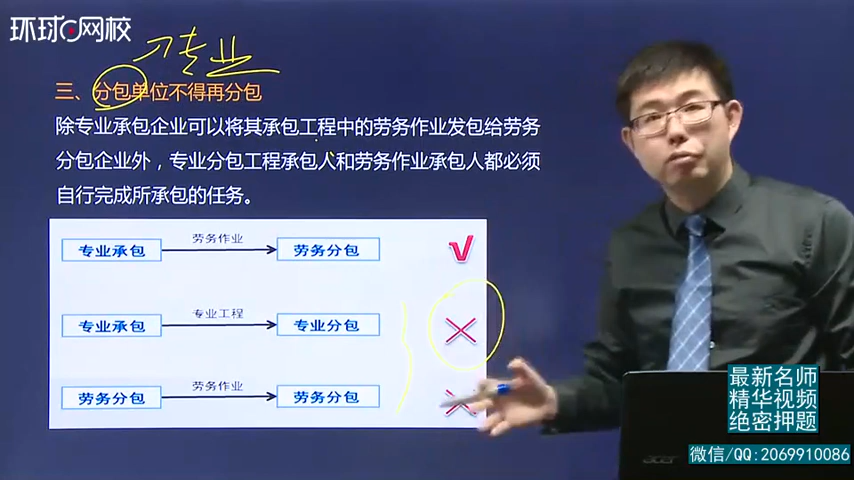 环球网校
专业
三、分包单位不得再分包
除专业承包企业可以将其承包工程中的劳务作业发包给劳务
分包企业外，专业分包工程承包人和劳务作业承包人都必须
自行完成所承包的任务。
专业承包 劳务作业 劳务分包
专业承包 专业工程 专业分包
劳务分包 劳务作业 劳务分包
最新名师
精华视频
绝密押题
微信/QQ:2069910086
acer